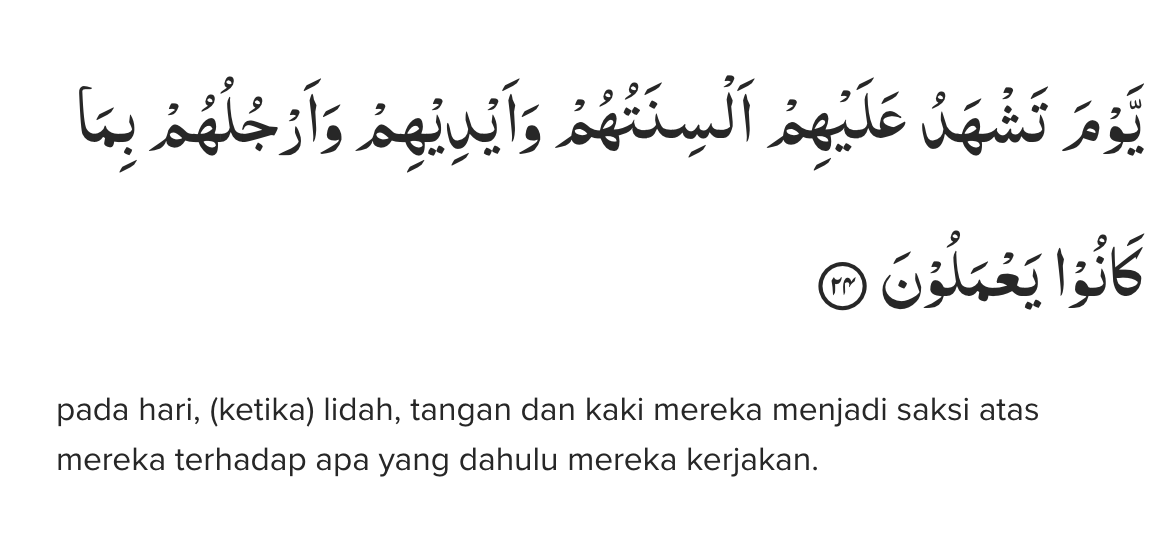 يَّوْمَ تَشْهَدُ عَلَيْهِمْ اَلْسِنَتُهُمْ وَاَيْدِيْهِمْ وَاَرْجُلُهُمْ بِمَا
كَانُوْا يَعْمَلُوْنَ ۝٢٤
pada hari, (ketika) lidah, tangan dan kaki mereka menjadi saksi atas
mereka terhadap apa yang dahulu mereka kerjakan.